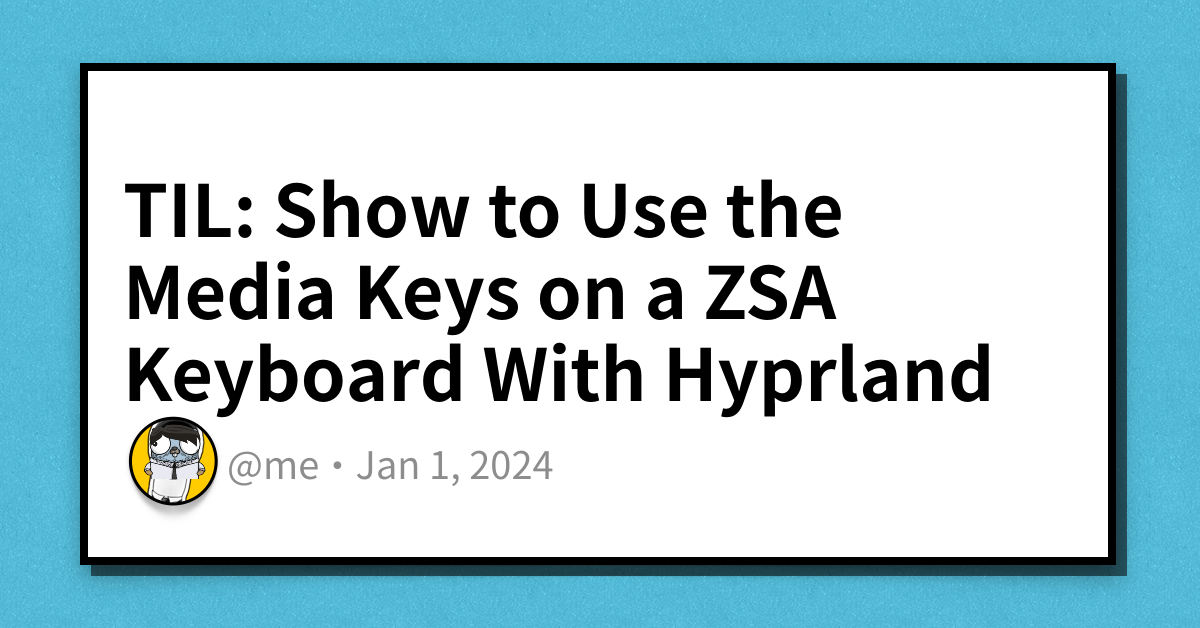 TIL: Show to Use the
Media Keys on a ZSA
Keyboard With Hyprland
@me • Jan 1, 2024